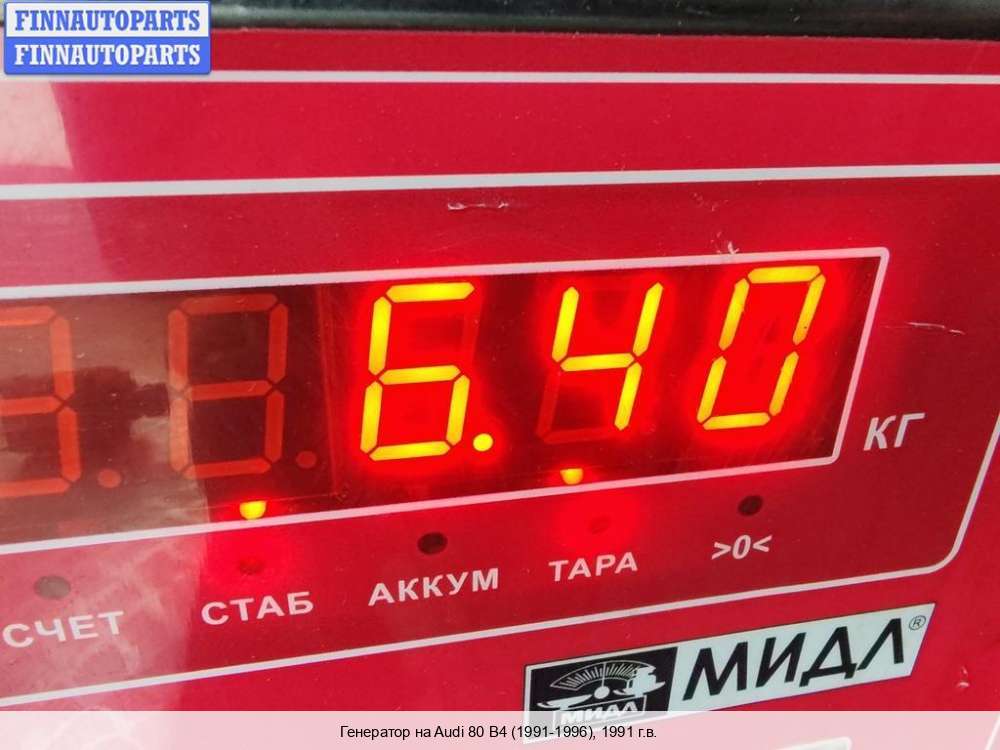 FINNAUTOPARTS
FINNAUTOPARTS
6.40
КГ
СЧЕТ СТАБ АККУМ ТАРА >0<
МИДЛ®
МИДЛ
Генератор на Audi 80 B4 (1991-1996), 1991 г.в.